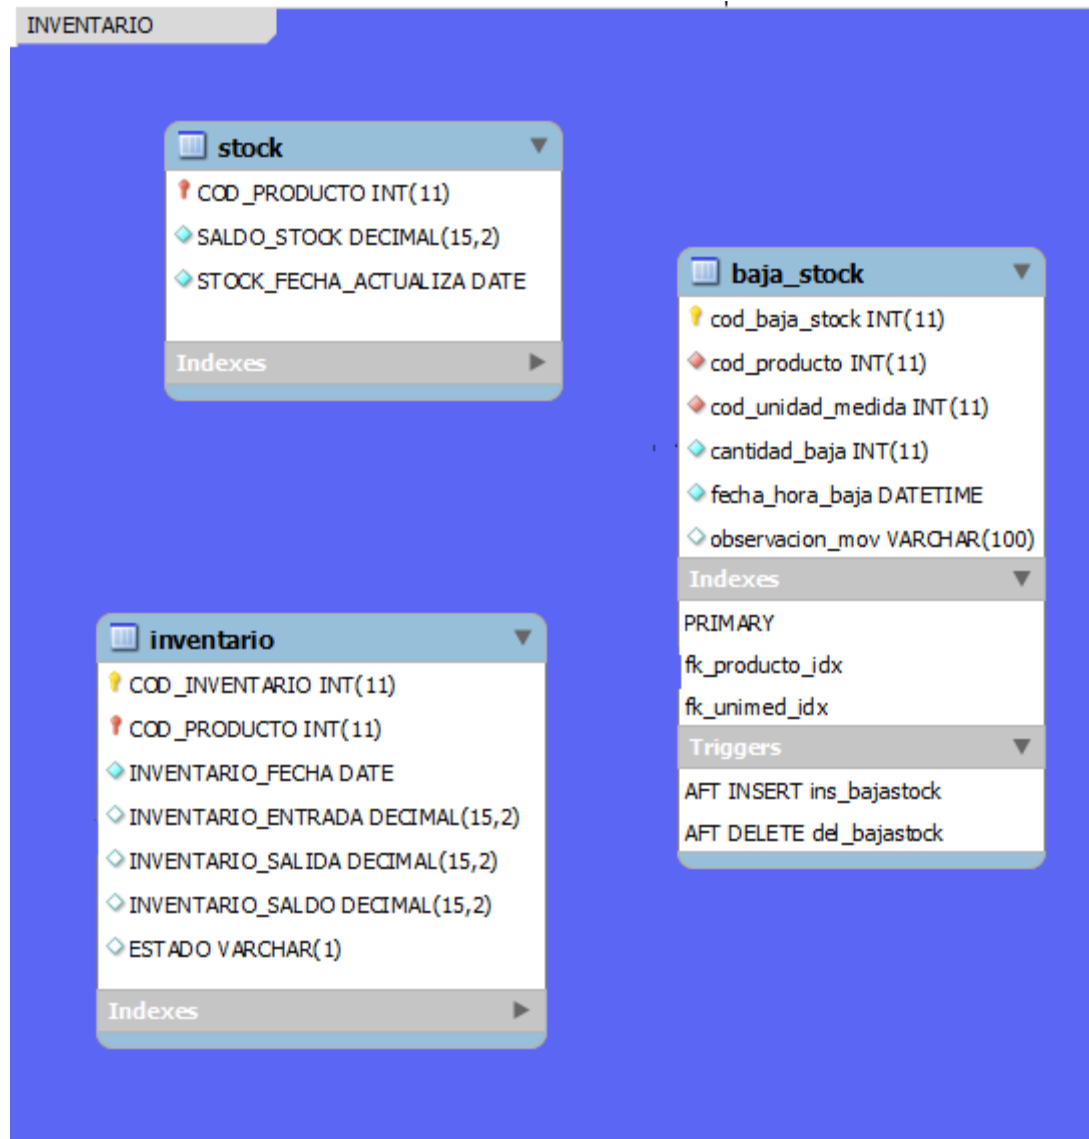 INVENTARIO
stock
COD_PRODUCTO INT(11)
SALDO_STOCK DECIMAL(15,2)
STOCK_FECHA_ACTUALIZA DATE
Indexes
baja_stock
cod_baja_stock INT(11)
cod_producto INT(11)
cod_unidad_medida INT(11)
cantidad_baja INT(11)
fecha_hora_baja DATETIME
observacion_mov VARCHAR(100)
Indexes
PRIMARY
fk_producto_idx
fk_unimed_idx
Triggers
AFT INSERT ins_bajastock
AFT DELETE del_bajastock
inventario
COD_INVENTARIO INT(11)
COD_PRODUCTO INT(11)
INVENTARIO_FECHA DATE
INVENTARIO_ENTRADA DECIMAL(15,2)
INVENTARIO_SALIDA DECIMAL(15,2)
INVENTARIO_SALDO DECIMAL(15,2)
ESTADO VARCHAR(1)
Indexes